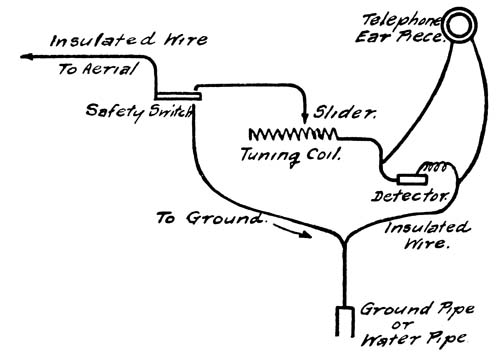 Insulated Wire
To Aerial
Safety Switch
Telephone
Ear Piece.
Slider.
Tuning Coil.
Detector.
To Ground.
Insulated
Wire.
Ground Pipe
or
Water Pipe